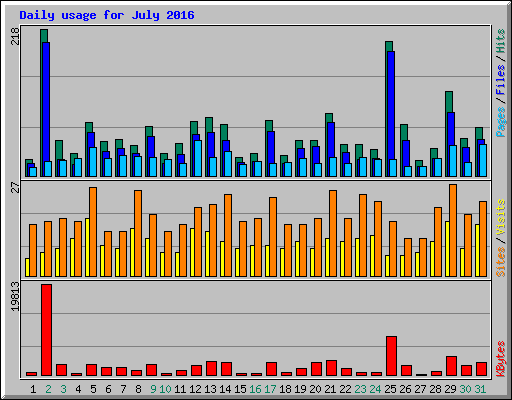 Daily usage for July 2016
218
Pages / Files / Hits
27
Sites / Visits
19813
KBytes
1 2 3 4 5 6 7 8 9 10 11 12 13 14 15 16 17 18 19 20 21 22 23 24 25 26 27 28 29 30 31